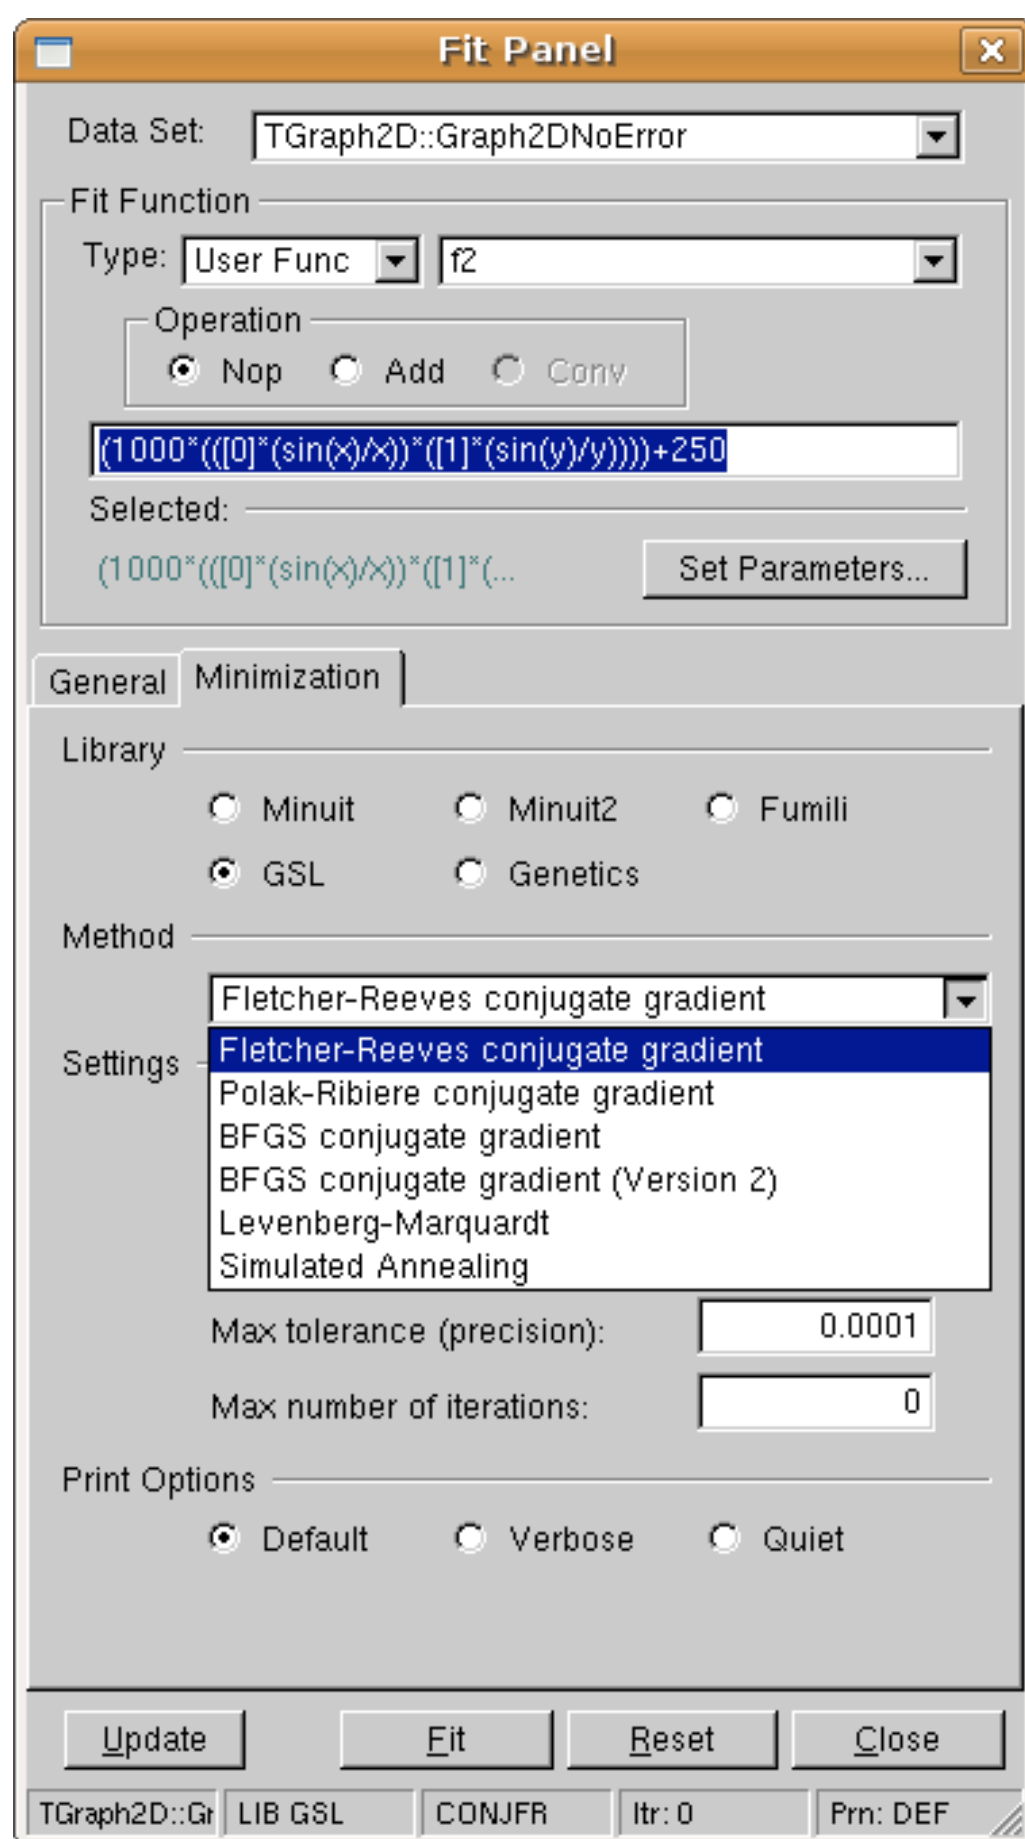 Fit Panel
Data Set: TGraph2D::Graph2DNoError
Fit Function
Type: User Func f2
Operation
Nop Add Conv
(1000*(([0]*(sin(x)/x))*([1]*(sin(y)/y))))+250
Selected:
(1000*(([0]*(sin(x)/x))*([1]*(...
Set Parameters...
General Minimization
Library
Minuit Minuit2 Fumili
GSL Genetics
Method
Fletcher-Reeves conjugate gradient
Settings
Fletcher-Reeves conjugate gradient
Polak-Ribiere conjugate gradient
BFGS conjugate gradient
BFGS conjugate gradient (Version 2)
Levenberg-Marquardt
Simulated Annealing
Max tolerance (precision): 0.0001
Max number of iterations: 0
Print Options
Default Verbose Quiet
Update Fit Reset Close
TGraph2D::Gr LIB GSL CONJFR Itr: 0 Prn: DEF